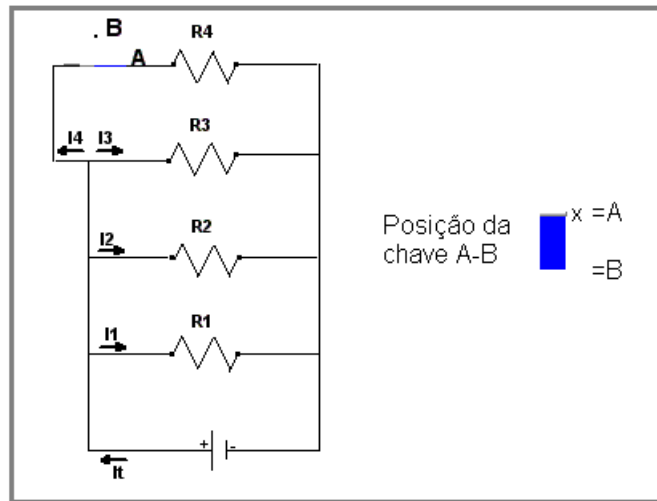 . B
A
R4
I4
I3
R3
I2
R2
I1
R1
+
-
It
Posição da
chave A-B
x =A
=B